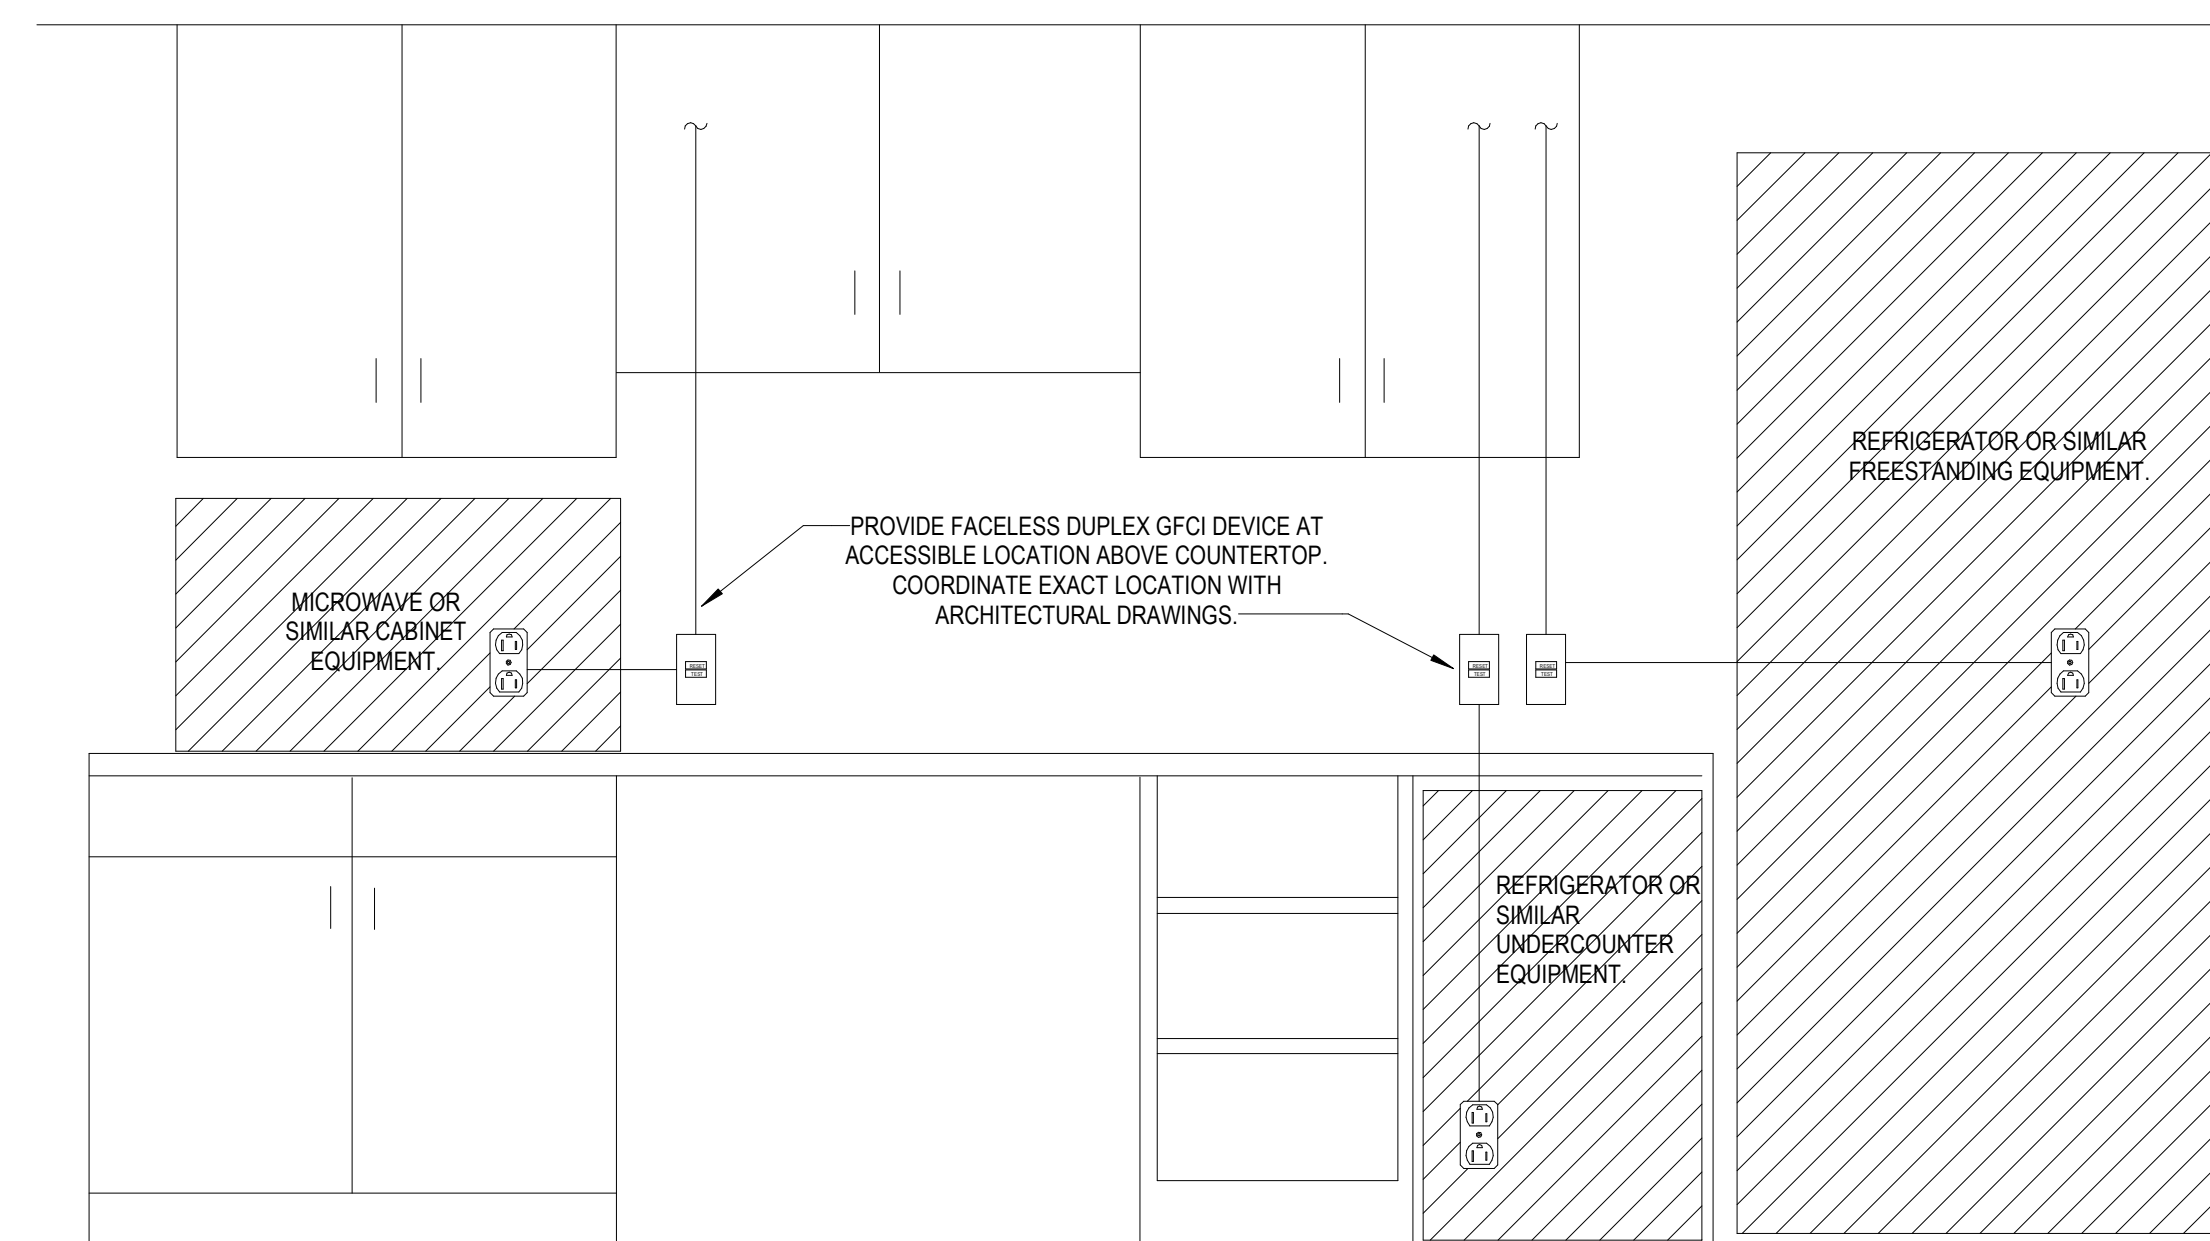 REFRIGERATOR OR SIMILAR
FREESTANDING EQUIPMENT.
PROVIDE FACELESS DUPLEX GFCI DEVICE AT
ACCESSIBLE LOCATION ABOVE COUNTERTOP.
COORDINATE EXACT LOCATION WITH
ARCHITECTURAL DRAWINGS.
MICROWAVE OR
SIMILAR CABINET
EQUIPMENT.
RESET
TEST
RESET
TEST
RESET
TEST
REFRIGERATOR OR
SIMILAR
UNDERCOUNTER
EQUIPMENT.